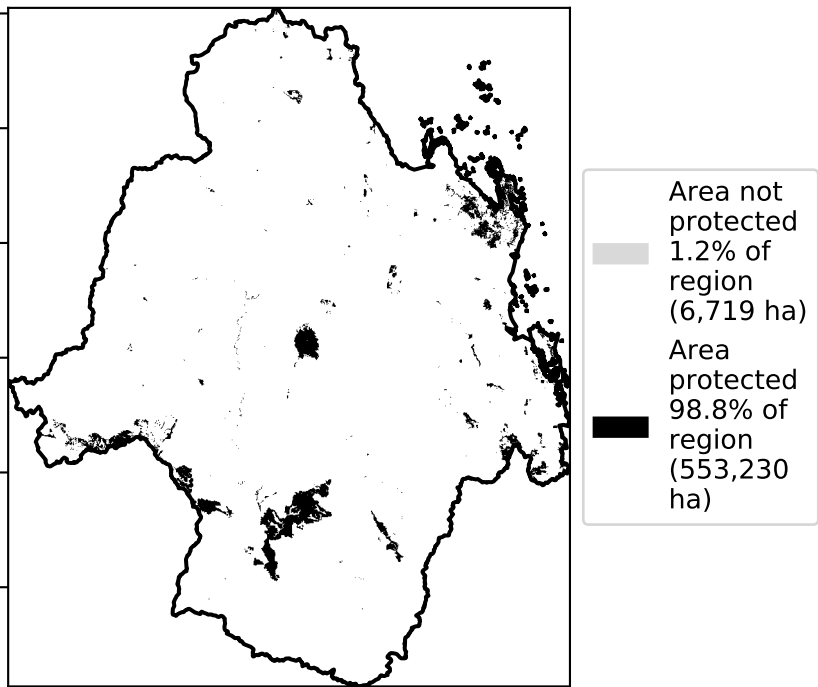 Area not
protected
1.2% of
region
(6,719 ha)
Area
protected
98.8% of
region
(553,230
ha)